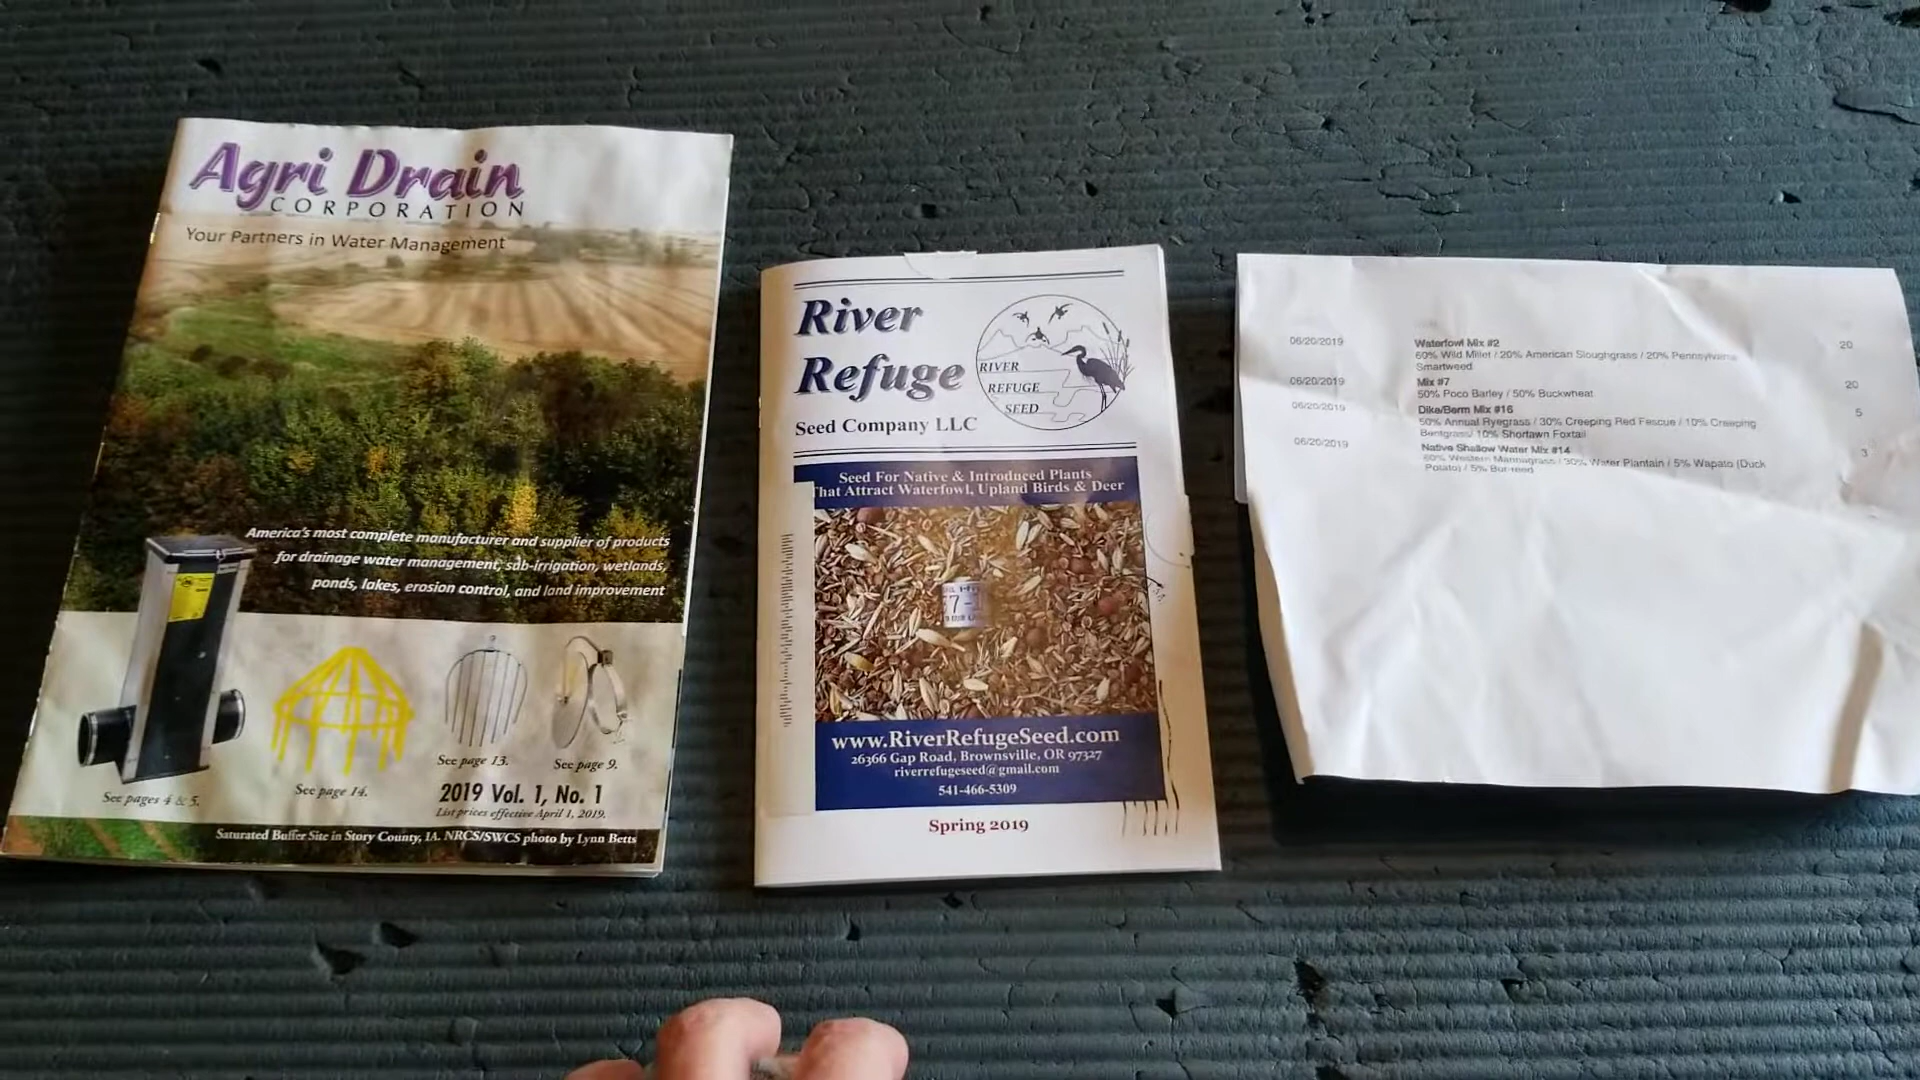 Agri Drain
CORPORATION
Your Partners in Water Management
America's most complete manufacturer and supplier of products
for drainage water management, sub-irrigation, wetlands,
ponds, lakes, erosion control, and land improvement
See pages 4 & 5.
See page 14.
See page 13.
See page 9.
2019 Vol. 1, No. 1
List prices effective April 1, 2019.
Saturated Buffer Site in Story County, IA. NRCS/SWCS photo by Lynn Betts
River
Refuge
Seed Company LLC
RIVER
REFUGE
SEED
Seed For Native & Introduced Plants
That Attract Waterfowl, Upland Birds & Deer
www.RiverRefugeSeed.com
26366 Gap Road, Brownsville, OR 97327
riverrefugeseed@gmail.com
541-466-5309
Spring 2019
06/20/2019 Waterfowl Mix #2 20
60% Wild Millet / 20% American Sloughgrass / 20% Pennsylvania
Smartweed
06/20/2019 Mix #7 20
50% Poco Barley / 50% Buckwheat
06/20/2019 Dike/Berm Mix #16 5
50% Annual Ryegrass / 30% Creeping Red Fescue / 10% Creeping
Bentgrass/ 10% Shortawn Foxtail
06/20/2019 Native Shallow Water Mix #14 3
60% Western Mannagrass / 30% Water Plantain / 5% Wapato (Duck
Potato) / 5% Bur-reed